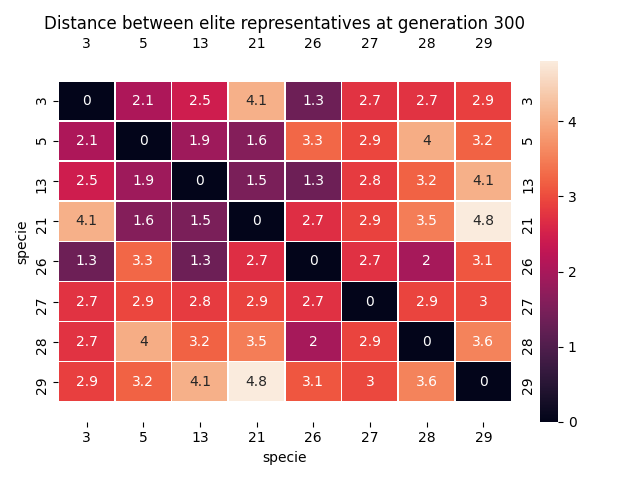 Distance between elite representatives at generation 300
3 5 13 21 26 27 28 29
3 0 2.1 2.5 4.1 1.3 2.7 2.7 2.9 3
5 2.1 0 1.9 1.6 3.3 2.9 4 3.2 5
13 2.5 1.9 0 1.5 1.3 2.8 3.2 4.1 13
21 4.1 1.6 1.5 0 2.7 2.9 3.5 4.8 21
26 1.3 3.3 1.3 2.7 0 2.7 2 3.1 26
27 2.7 2.9 2.8 2.9 2.7 0 2.9 3 27
28 2.7 4 3.2 3.5 2 2.9 0 3.6 28
29 2.9 3.2 4.1 4.8 3.1 3 3.6 0 29
3 5 13 21 26 27 28 29
specie
specie
4
3
2
1
0